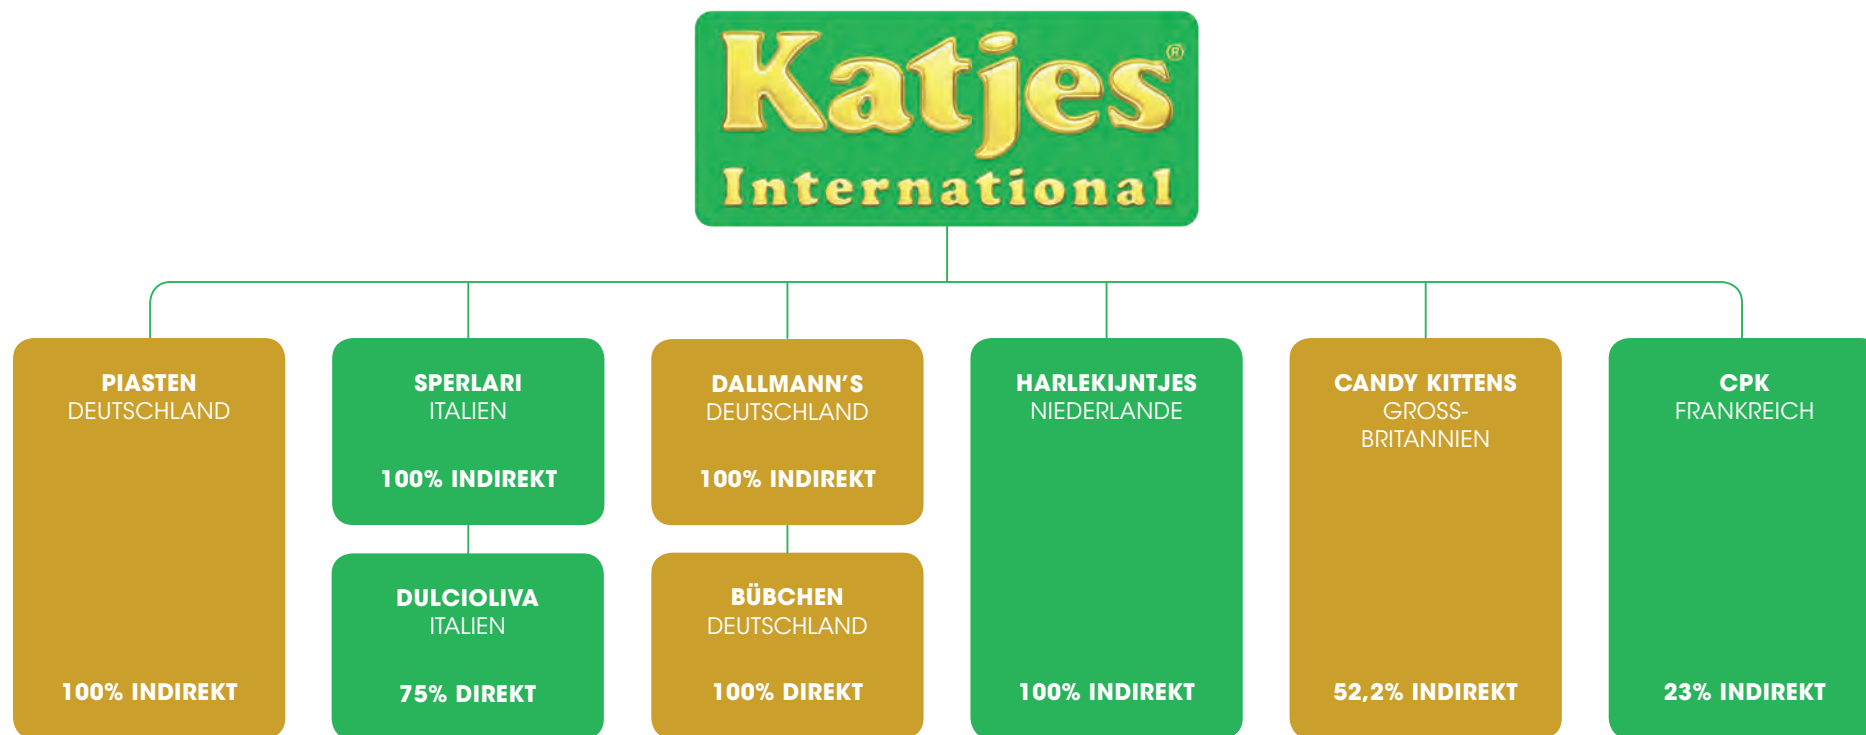 Katjes®
International
PIASTEN
DEUTSCHLAND
100% INDIREKT
SPERLARI
ITALIEN
100% INDIREKT
DULCIOLIVA
ITALIEN
75% DIREKT
DALLMANN’S
DEUTSCHLAND
100% INDIREKT
BÜBCHEN
DEUTSCHLAND
100% DIREKT
HARLEKIJNTJES
NIEDERLANDE
100% INDIREKT
CANDY KITTENS
GROSS-
BRITANNIEN
52,2% INDIREKT
CPK
FRANKREICH
23% INDIREKT